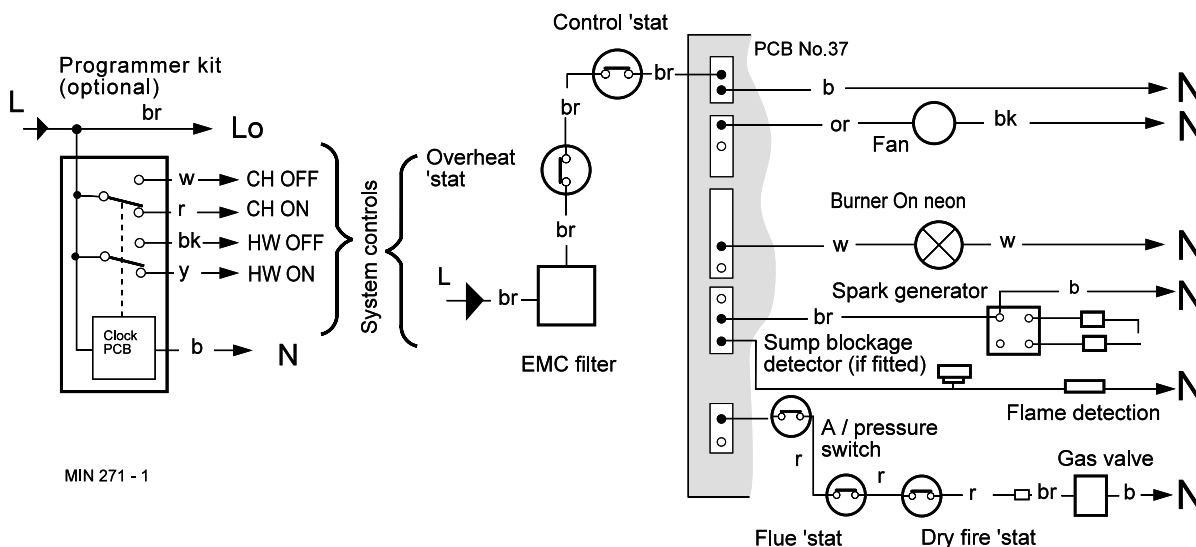 Control 'stat
PCB No.37
Programmer kit
(optional)
L
br
Lo
br
br
b
N
or
Fan
bk
N
w
CH OFF
r
CH ON
bk
HW OFF
y
HW ON
System controls
Overheat
'stat
br
Burner On neon
w
w
N
L
br
EMC filter
Spark generator
b
N
br
Clock
PCB
b
N
Sump blockage
detector (if fitted)
N
Flame detection
A / pressure
switch
r
MIN 271 - 1
Gas valve
r
r
br
b
N
Flue 'stat
Dry fire 'stat